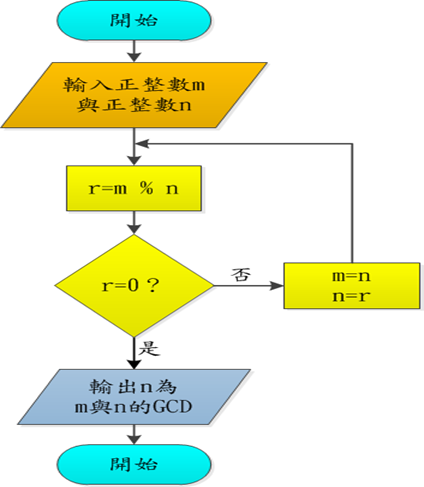 開始
輸入正整數m
與正整數n
r=m % n
r=0？
否
m=n
n=r
是
輸出n為
m與n的GCD
開始